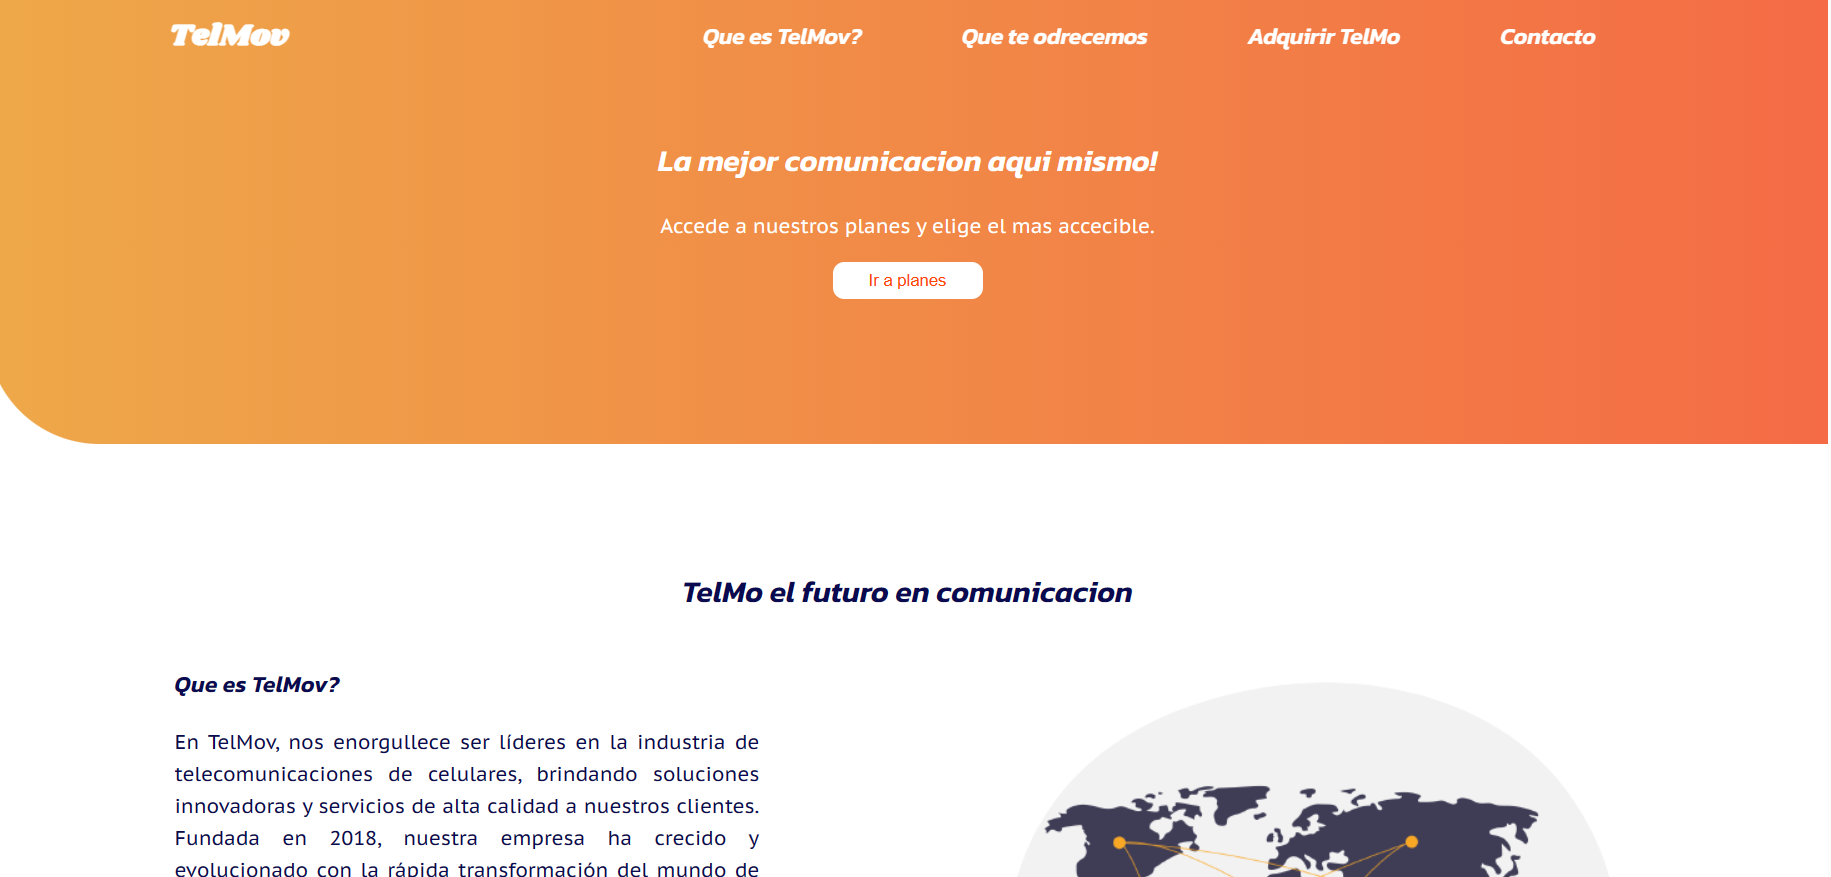 TelMov
Que es TelMov?
Que te odrecemos
Adquirir TelMo
Contacto
La mejor comunicacion aqui mismo!
Accede a nuestros planes y elige el mas accecible.
Ir a planes
TelMo el futuro en comunicacion
Que es TelMov?
En TelMov, nos enorgullece ser líderes en la industria de
telecomunicaciones de celulares, brindando soluciones
innovadoras y servicios de alta calidad a nuestros clientes.
Fundada en 2018, nuestra empresa ha crecido y
evolucionado con la rápida transformación del mundo de